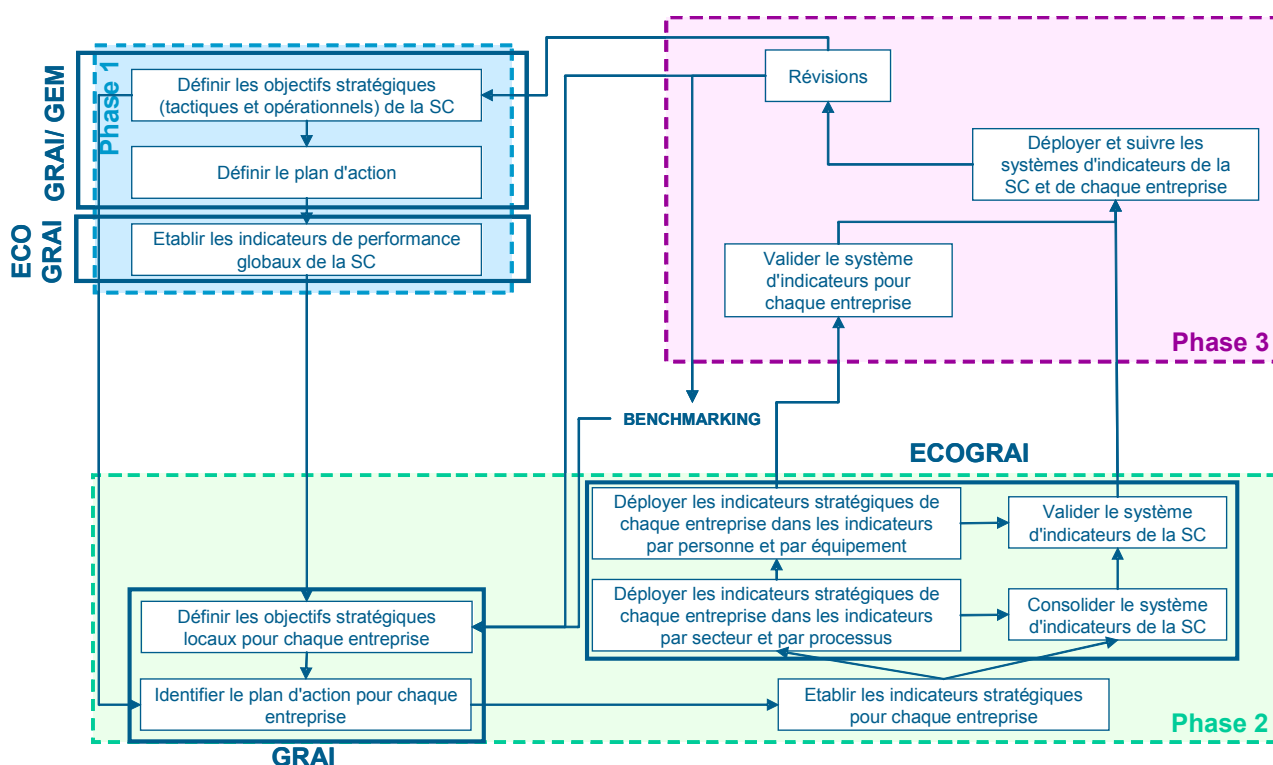 GRAI/ GEM
Phase 1
Définir les objectifs stratégiques
(tactiques et opérationnels) de la SC
Définir le plan d'action
ECO
GRAI
Etablir les indicateurs de performance
globaux de la SC
Révisions
Déployer et suivre les
systèmes d'indicateurs de la
SC et de chaque entreprise
Valider le système
d'indicateurs pour
chaque entreprise
Phase 3
BENCHMARKING
ECOGRAI
Déployer les indicateurs stratégiques de
chaque entreprise dans les indicateurs
par personne et par équipement
Valider le système
d'indicateurs de la SC
Déployer les indicateurs stratégiques de
chaque entreprise dans les indicateurs
par secteur et par processus
Consolider le système
d'indicateurs de la SC
Définir les objectifs stratégiques
locaux pour chaque entreprise
Identifier le plan d'action pour chaque
entreprise
Etablir les indicateurs stratégiques
pour chaque entreprise
Phase 2
GRAI